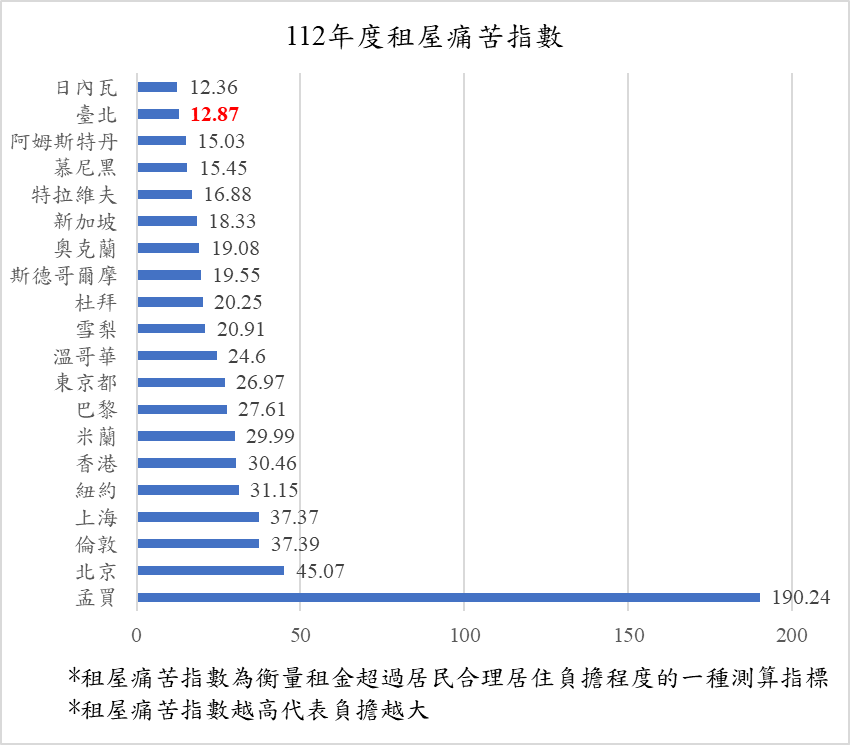 112年度租屋痛苦指數
日內瓦 12.36
臺北 12.87
阿姆斯特丹 15.03
慕尼黑 15.45
特拉維夫 16.88
新加坡 18.33
奧克蘭 19.08
斯德哥爾摩 19.55
杜拜 20.25
雪梨 20.91
溫哥華 24.6
東京都 26.97
巴黎 27.61
米蘭 29.99
香港 30.46
紐約 31.15
上海 37.37
倫敦 37.39
北京 45.07
孟買 190.24
0 50 100 150 200
*租屋痛苦指數為衡量租金超過居民合理居住負擔程度的一種測算指標
*租屋痛苦指數越高代表負擔越大